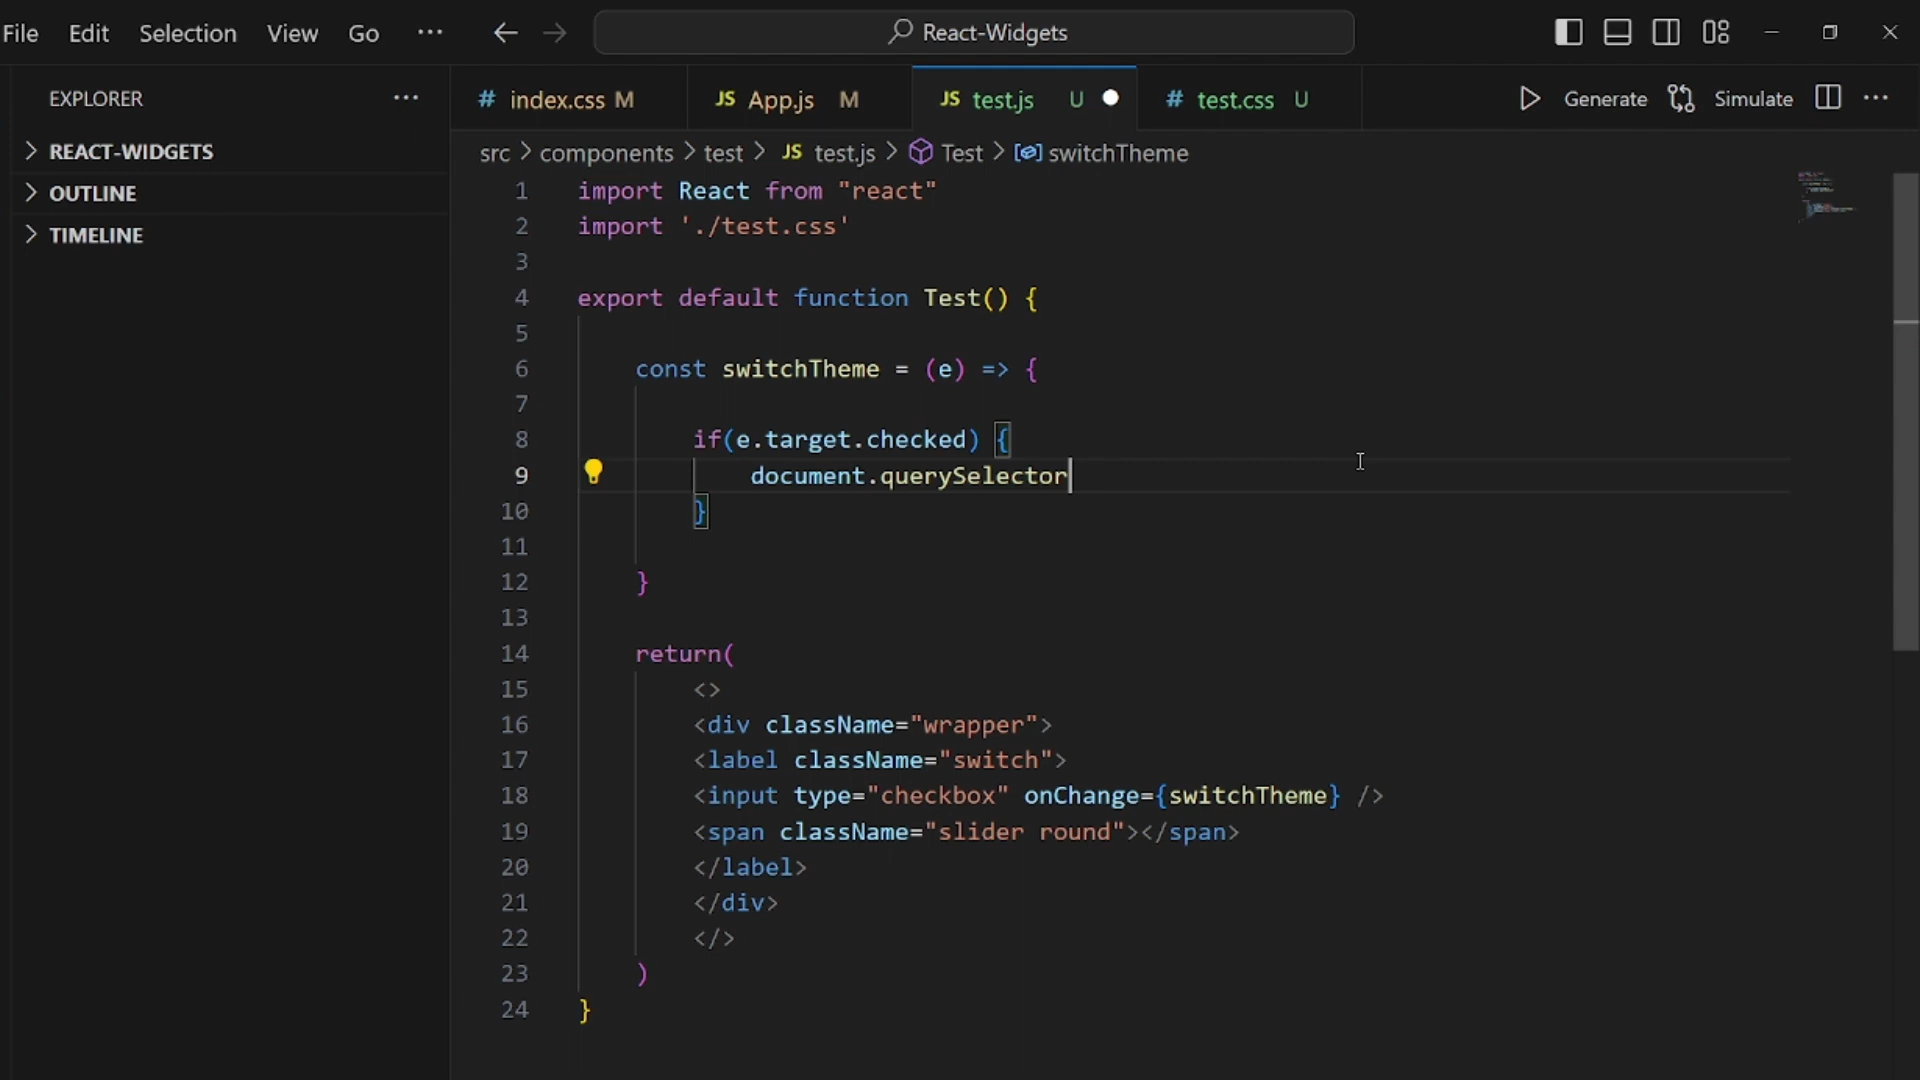 File Edit Selection View Go ··· React-Widgets
EXPLORER ···
# index.css M JS App.js M JS test.js U # test.css U Generate Simulate ···
REACT-WIDGETS
OUTLINE
TIMELINE
src > components > test > JS test.js > Test > switchTheme
1 import React from "react"
2 import './test.css'
3
4 export default function Test() {
5
6 const switchTheme = (e) => {
7
8 if(e.target.checked) {
9 document.querySelector
10 }
11
12 }
13
14 return(
15 <>
16 <div className="wrapper">
17 <label className="switch">
18 <input type="checkbox" onChange={switchTheme} />
19 <span className="slider round"></span>
20 </label>
21 </div>
22 </>
23 )
24 }